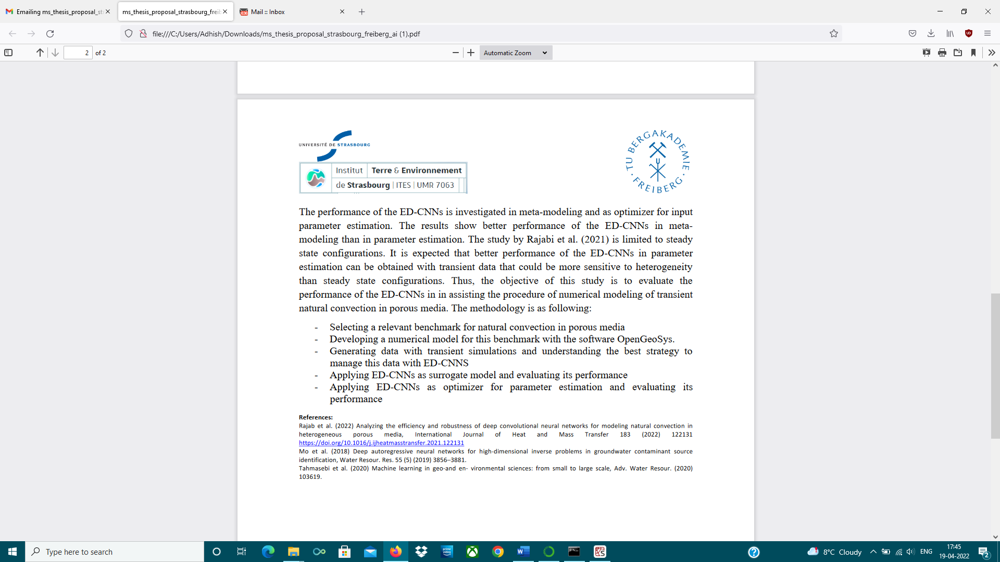 Emailing ms_thesis_proposal_st
ms_thesis_proposal_strasbourg_freib
Mail :: Inbox
file:///C:/Users/Adhish/Downloads/ms_thesis_proposal_strasbourg_freiberg_ai (1).pdf
2 of 2
Automatic Zoom
UNIVERSITÉ DE STRASBOURG
Institut Terre & Environnement
de Strasbourg | ITES | UMR 7063
TU BERGAKADEMIE · FREIBERG ·
The performance of the ED-CNNs is investigated in meta-modeling and as optimizer for input
parameter estimation. The results show better performance of the ED-CNNs in meta-
modeling than in parameter estimation. The study by Rajabi et al. (2021) is limited to steady
state configurations. It is expected that better performance of the ED-CNNs in parameter
estimation can be obtained with transient data that could be more sensitive to heterogeneity
than steady state configurations. Thus, the objective of this study is to evaluate the
performance of the ED-CNNs in in assisting the procedure of numerical modeling of transient
natural convection in porous media. The methodology is as following:
- Selecting a relevant benchmark for natural convection in porous media
- Developing a numerical model for this benchmark with the software OpenGeoSys.
- Generating data with transient simulations and understanding the best strategy to
manage this data with ED-CNNS
- Applying ED-CNNs as surrogate model and evaluating its performance
- Applying ED-CNNs as optimizer for parameter estimation and evaluating its
performance
References:
Rajab et al. (2022) Analyzing the efficiency and robustness of deep convolutional neural networks for modeling natural convection in
heterogeneous porous media, International Journal of Heat and Mass Transfer 183 (2022) 122131
https://doi.org/10.1016/j.ijheatmasstransfer.2021.122131
Mo et al. (2018) Deep autoregressive neural networks for high-dimensional inverse problems in groundwater contaminant source
identification, Water Resour. Res. 55 (5) (2019) 3856–3881.
Tahmasebi et al. (2020) Machine learning in geo-and en- vironmental sciences: from small to large scale, Adv. Water Resour. (2020)
103619.
Type here to search
prime video
8°C Cloudy
ENG
17:45
19-04-2022
2